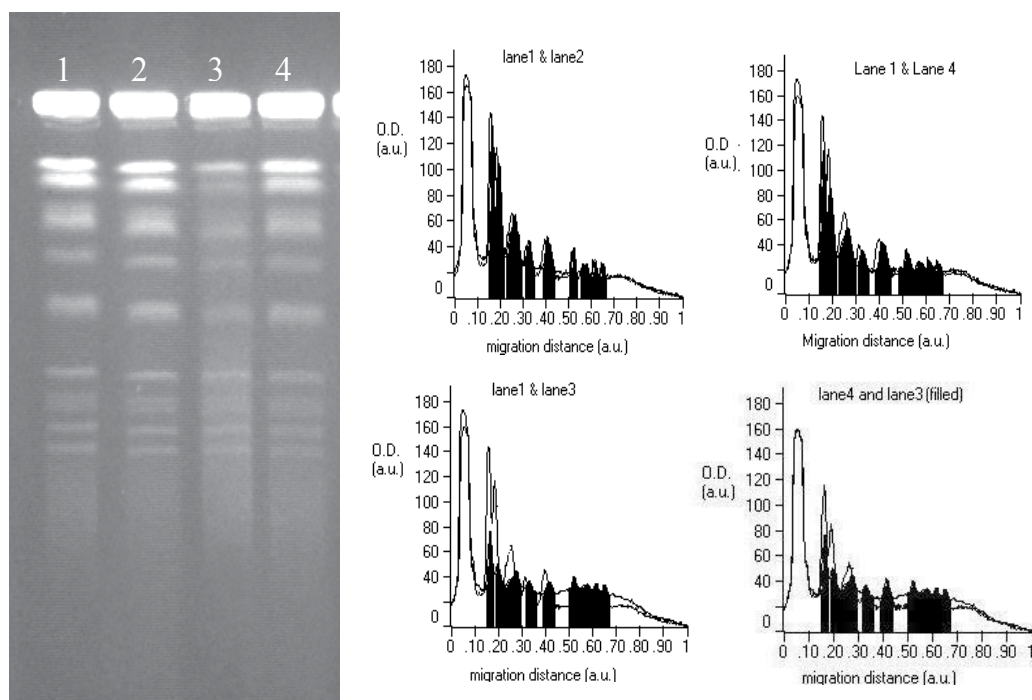 1 2 3 4
lane1 & lane2
180
160
140
120
O.D.
(a.u.)
100
80
60
40
0
0 .10 .20 .30 .40 .50 .60 .70 .80 .90 1
migration distance (a.u.)
Lane 1 & Lane 4
180
160
140
120
O.D .
(a.u.)
100
80
60
40
0
0 .10 .20 .30 .40 .50 .60 .70 .80 .90 1
Migration distance (a.u.)
lane1 & lane3
180
160
140
O.D.
(a.u.)
120
100
80
60
40
0
0 .10 .20 .30 .40 .50 .60 .70 .80 .90 1
migration distance (a.u.)
lane4 and lane3 (filled)
180
160
140
O.D.
(a.u.)
120
100
80
60
40
0
0 .10 .20 .30 .40 .50 .60 .70 .80 .90 1
migration distance (a.u.)